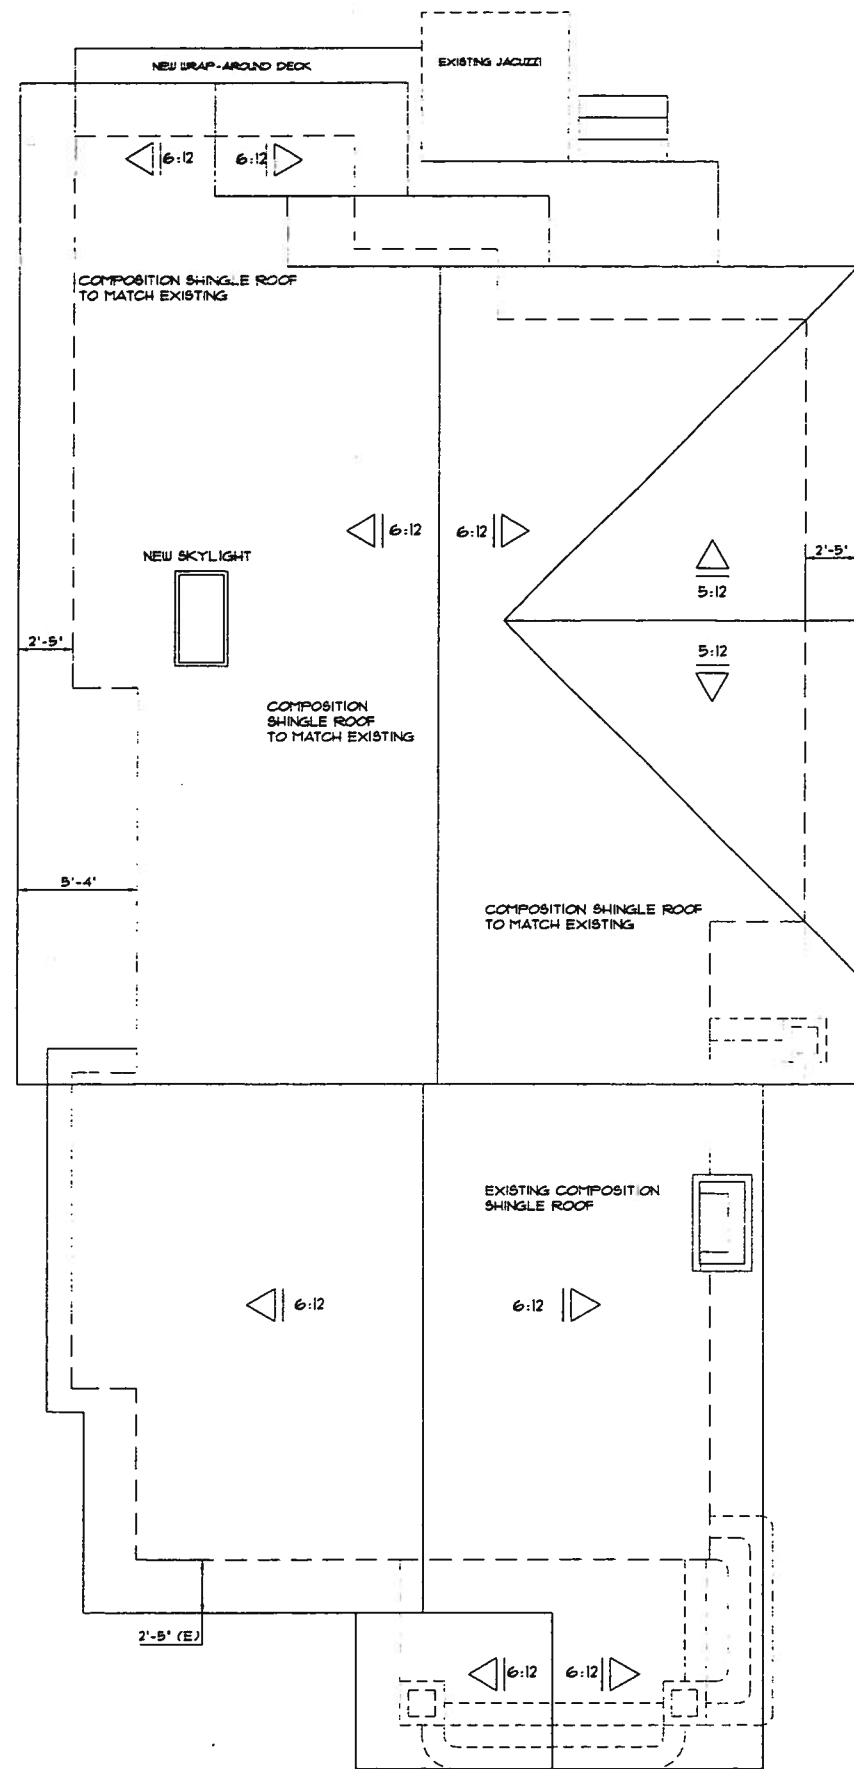 NEW WRAP-AROUND DECK
EXISTING JACUZZI
6:12
6:12
COMPOSITION SHINGLE ROOF
TO MATCH EXISTING
6:12
6:12
NEW SKYLIGHT
2'-5"
5:12
2'-5"
5:12
COMPOSITION
SHINGLE ROOF
TO MATCH EXISTING
5'-4"
COMPOSITION SHINGLE ROOF
TO MATCH EXISTING
EXISTING COMPOSITION
SHINGLE ROOF
6:12
6:12
2'-5" (E)
6:12
6:12